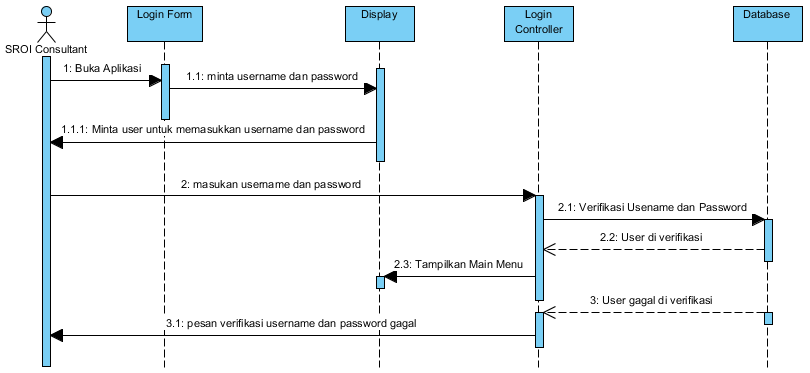 Login Form
Display
Login
Controller
Database
SROI Consultant
1: Buka Aplikasi
1.1: minta username dan password
1.1.1: Minta user untuk memasukkan username dan password
2: masukan username dan password
2.1: Verifikasi Usename dan Password
2.2: User di verifikasi
2.3: Tampilkan Main Menu
3: User gagal di verifikasi
3.1: pesan verifikasi username dan password gagal